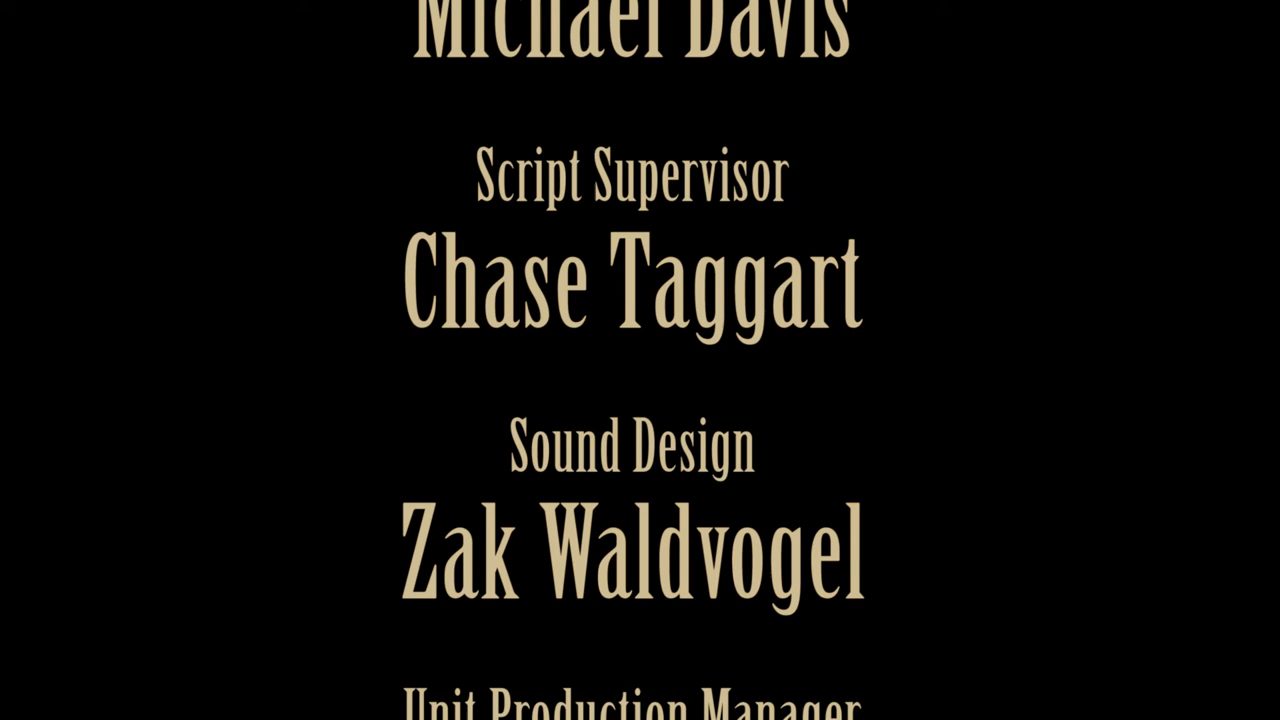 Michael Davis
Script Supervisor
Chase Taggart
Sound Design
Zak Waldvogel
Unit Production Manager